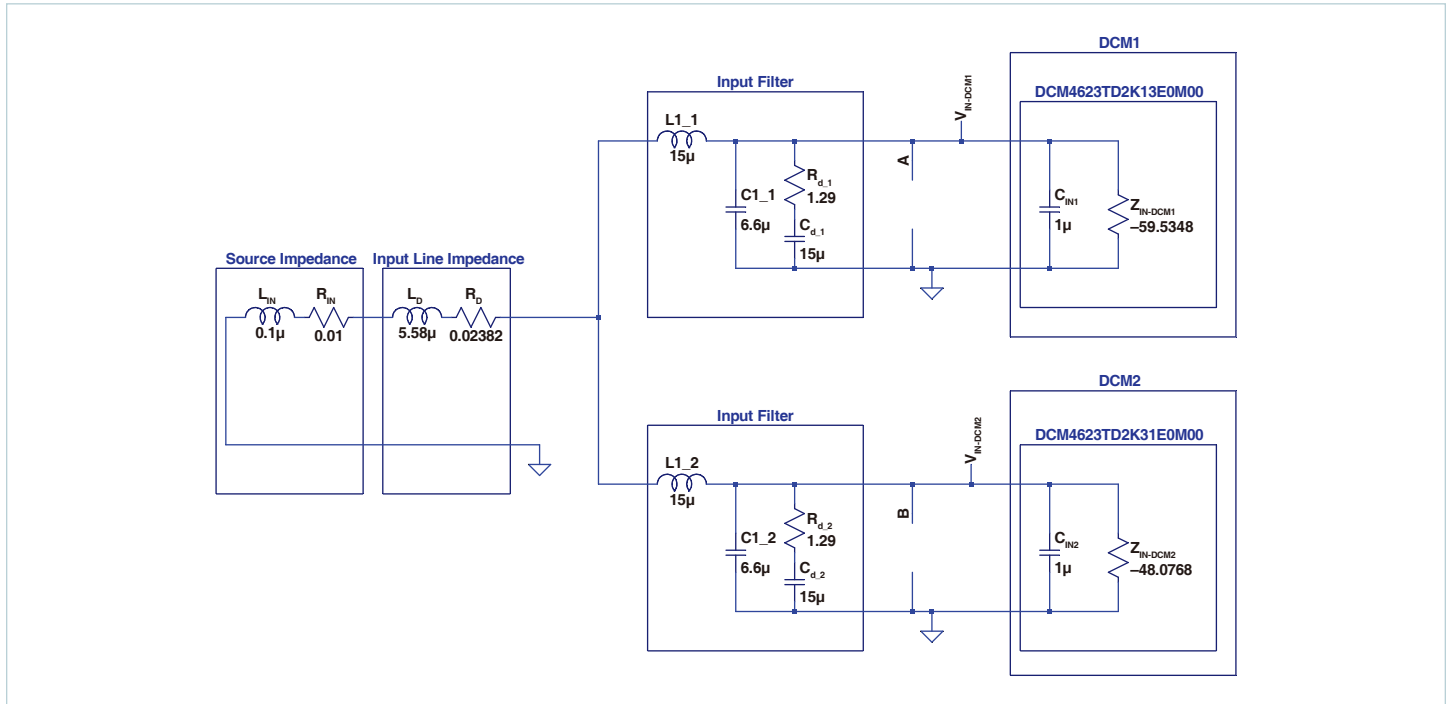 Source Impedance
L_IN
0.1µ
R_IN
0.01
Input Line Impedance
L_D
5.58µ
R_D
0.02382
Input Filter
L1_1
15µ
C1_1
6.6µ
R_d_1
1.29
C_d_1
15µ
A
V_IN-DCM1
DCM1
DCM4623TD2K13E0M00
C_IN1
1µ
Z_IN-DCM1
–59.5348
Input Filter
L1_2
15µ
C1_2
6.6µ
R_d_2
1.29
C_d_2
15µ
B
V_IN-DCM2
DCM2
DCM4623TD2K31E0M00
C_IN2
1µ
Z_IN-DCM2
–48.0768